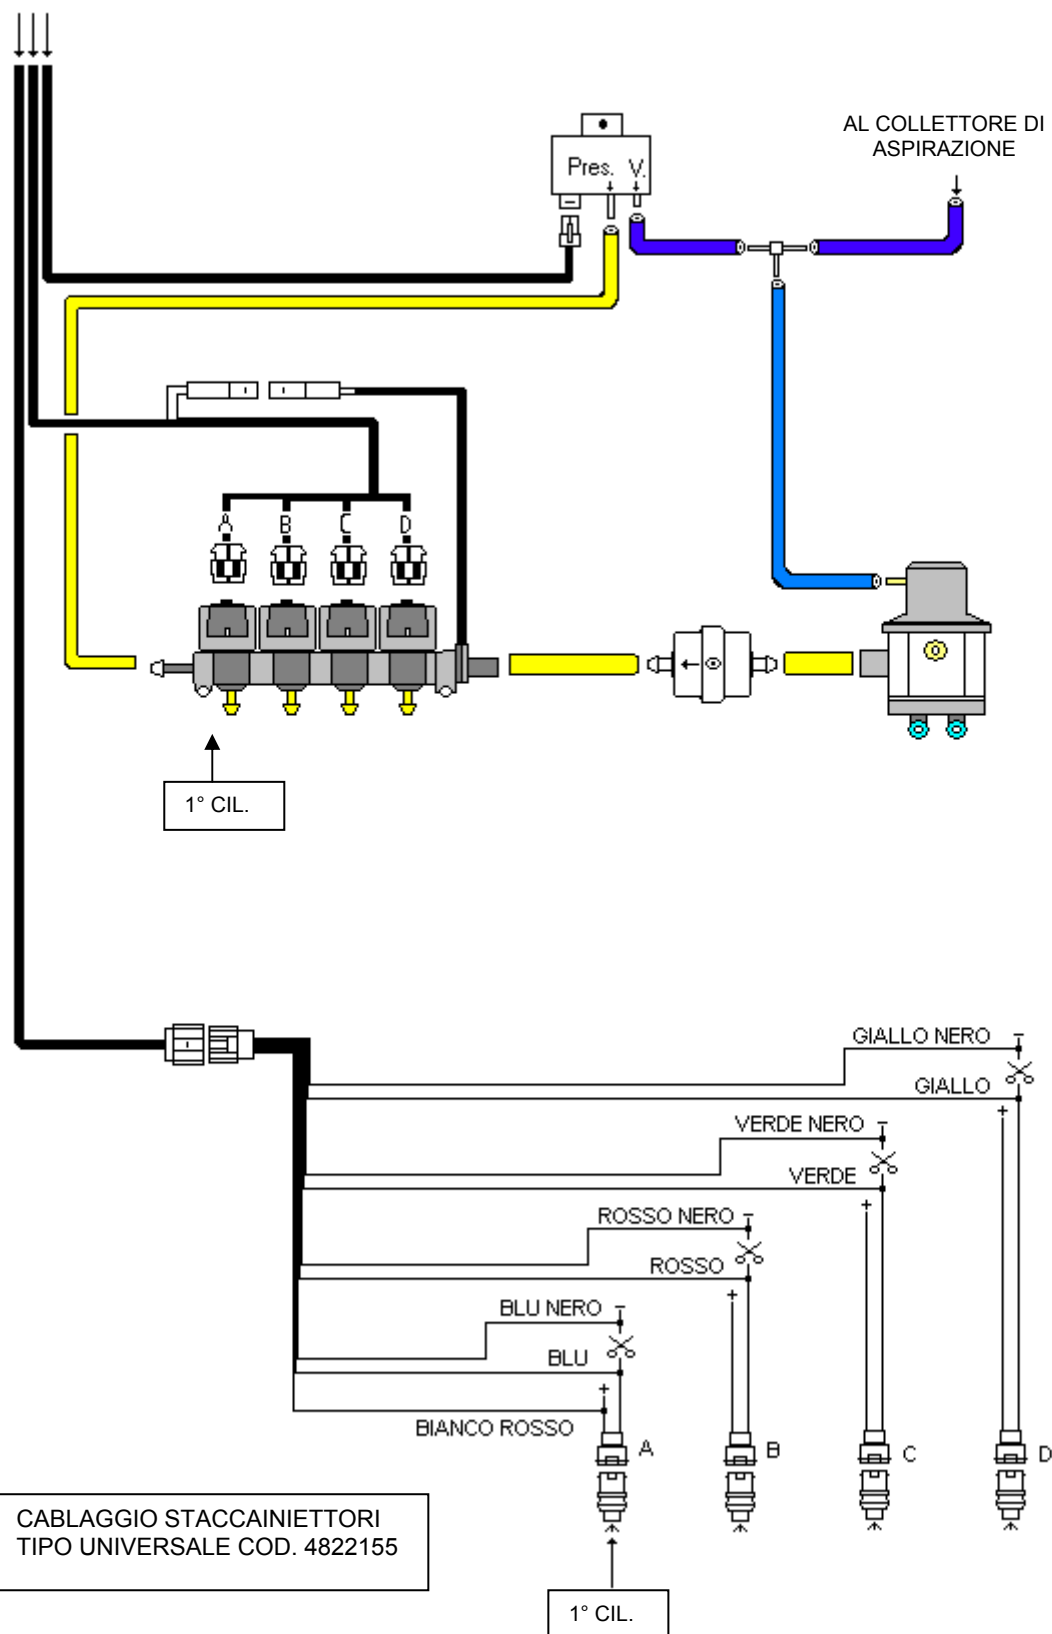 AL COLLETTORE DI
ASPIRAZIONE
Pres. V.
A B C D
1° CIL.
GIALLO NERO
GIALLO
VERDE NERO
VERDE
ROSSO NERO
ROSSO
BLU NERO
BLU
BIANCO ROSSO
A B C D
CABLAGGIO STACCAINIETTORI
TIPO UNIVERSALE COD. 4822155
1° CIL.